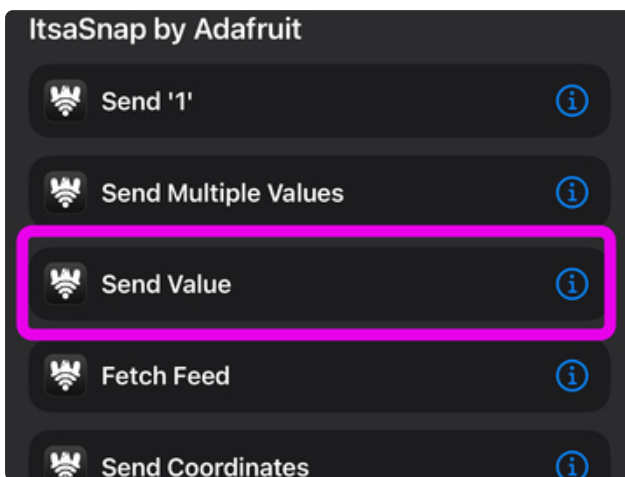 ItsaSnap by Adafruit
Send '1'
Send Multiple Values
Send Value
Fetch Feed
Send Coordinates